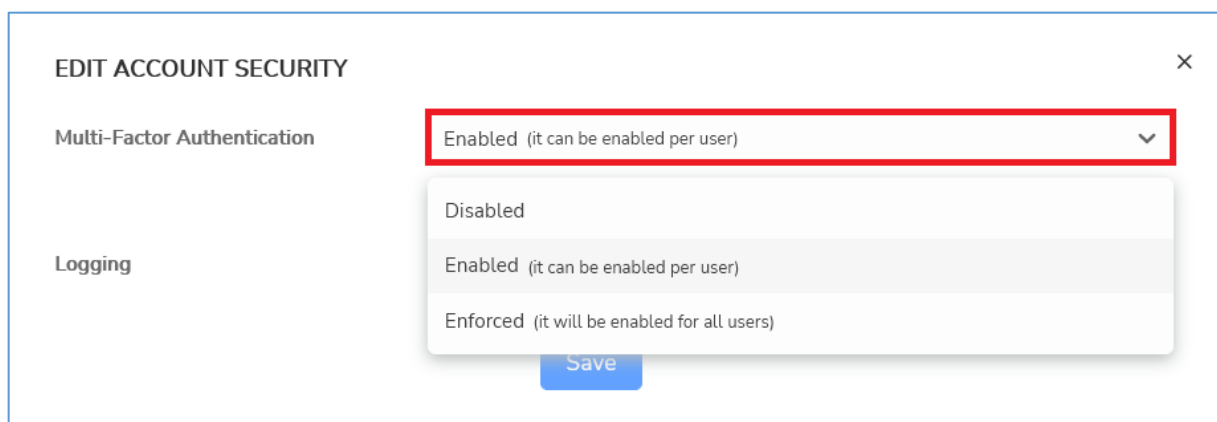 EDIT ACCOUNT SECURITY
Multi-Factor Authentication
Enabled (it can be enabled per user)
Disabled
Logging
Enabled (it can be enabled per user)
Enforced (it will be enabled for all users)
Save